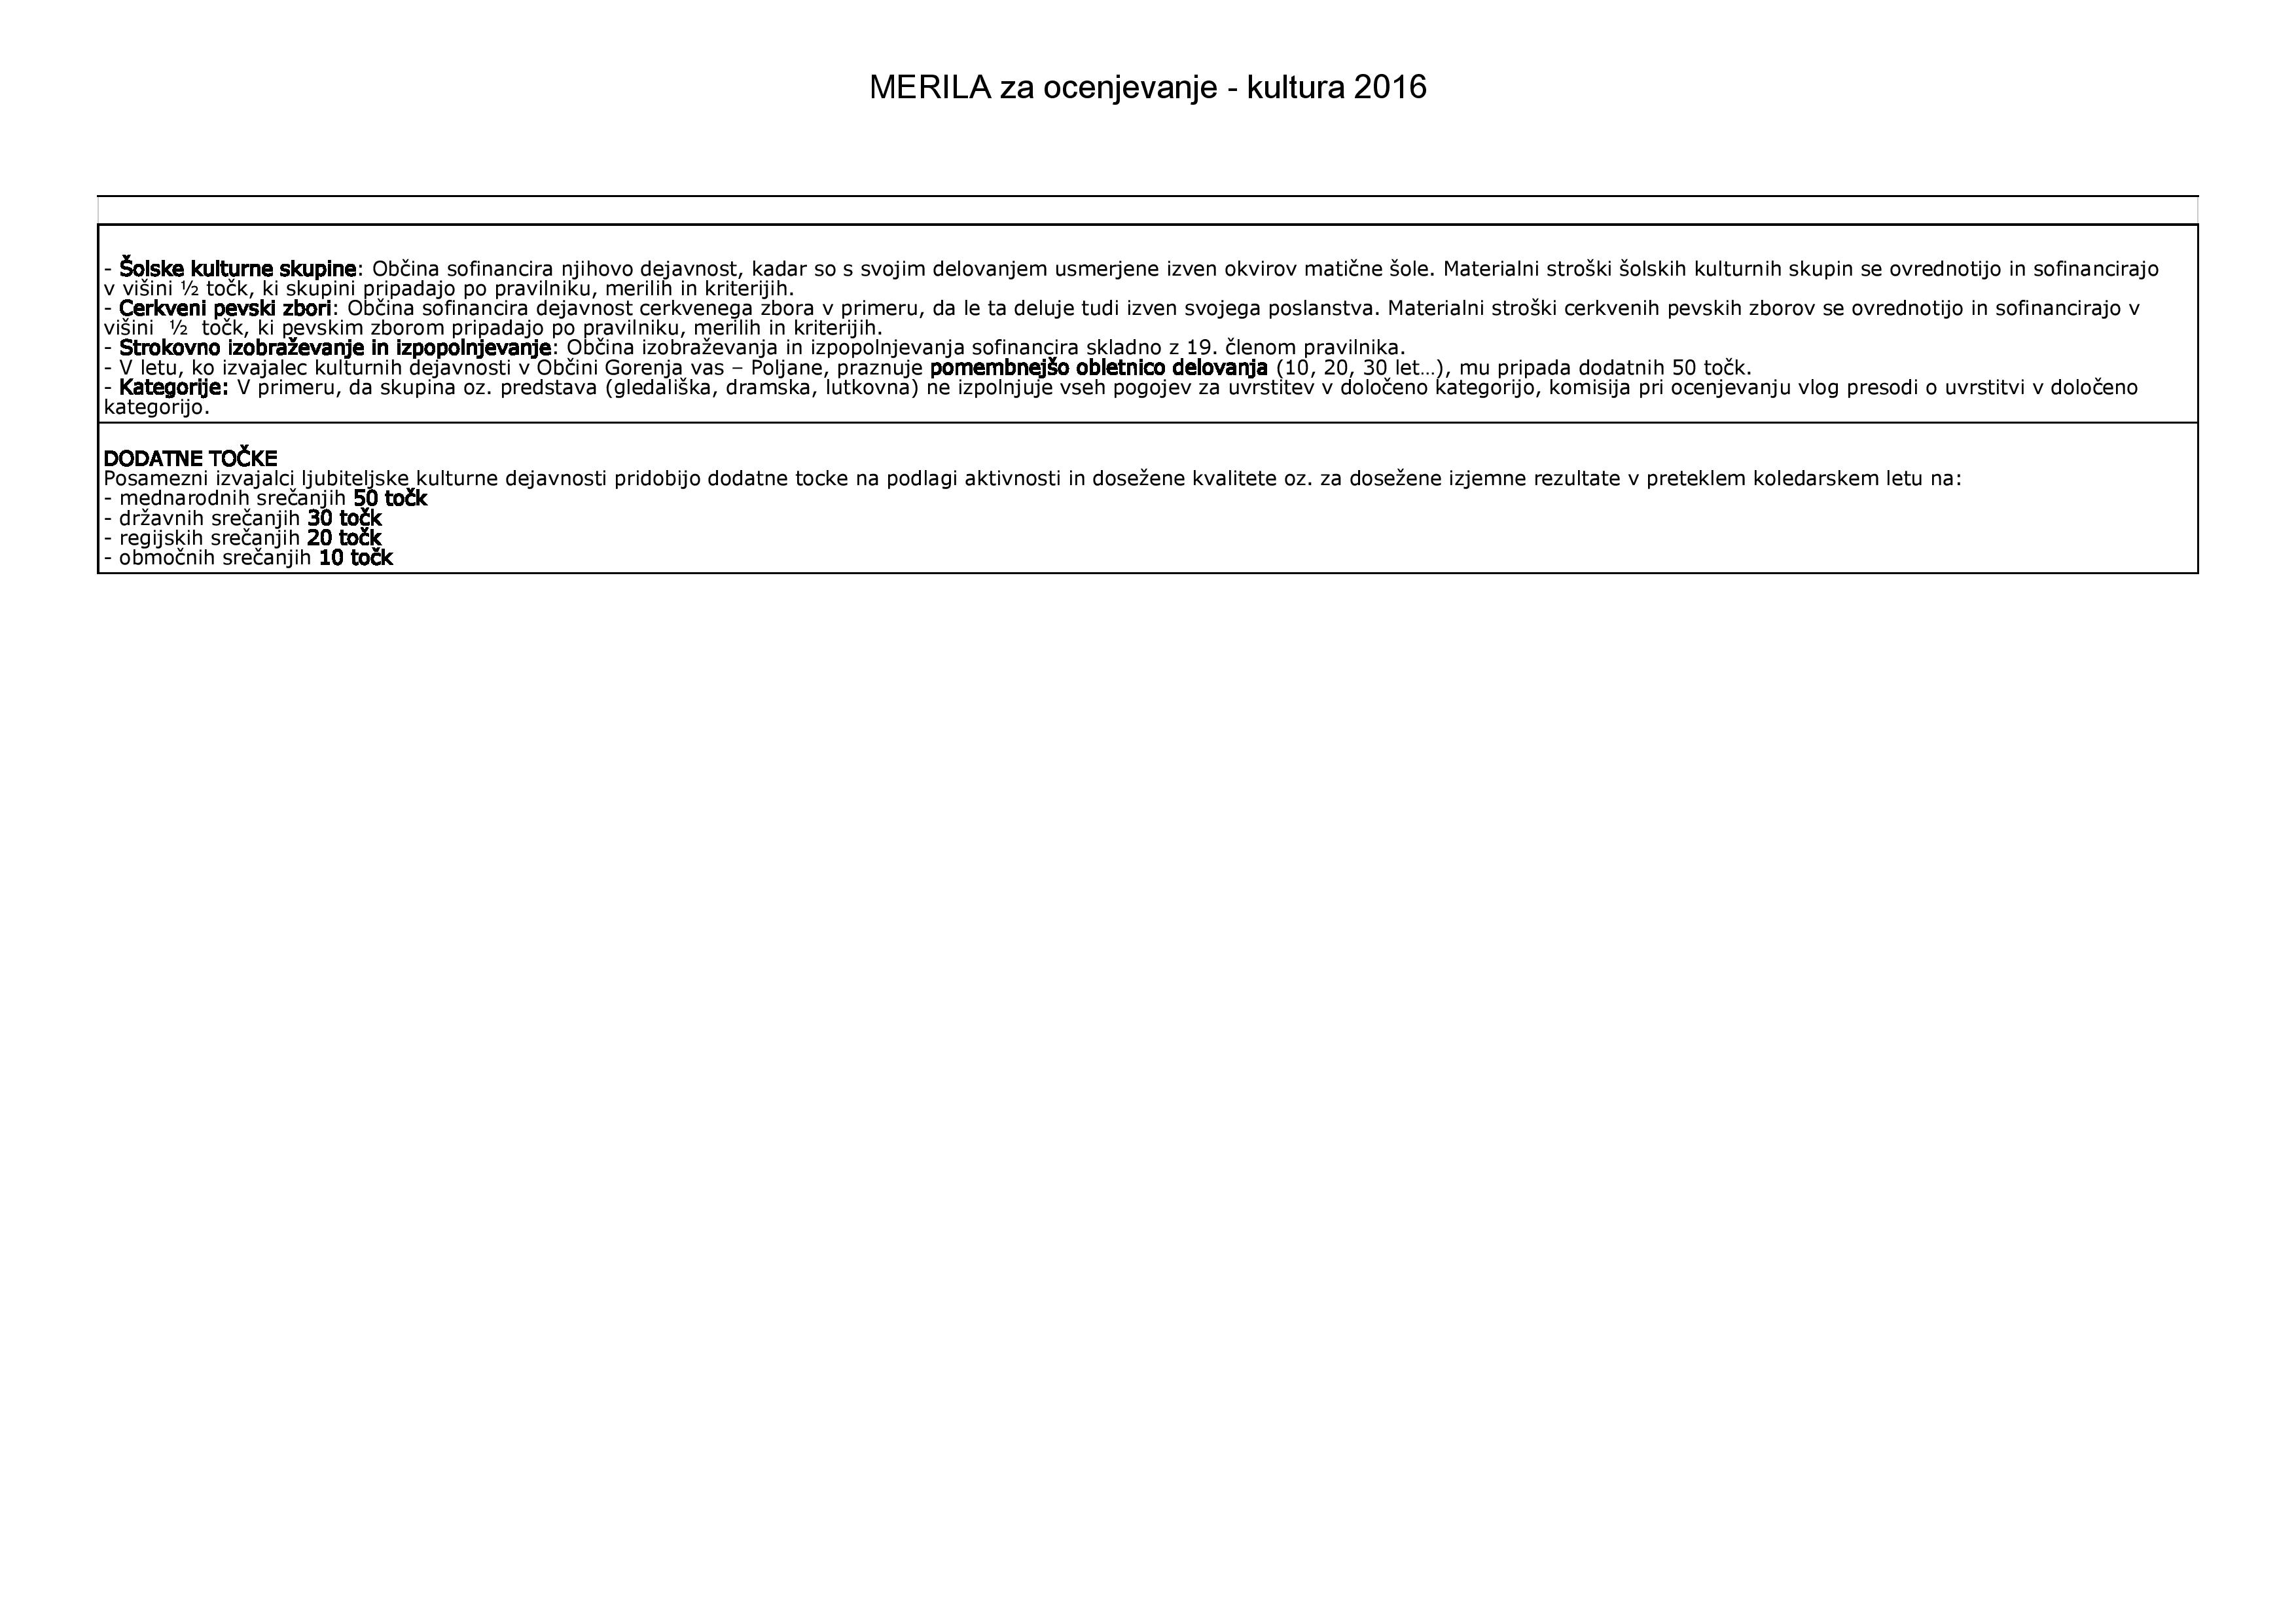 MERILA za ocenjevanje - kultura 2016
- Šolske kulturne skupine: Občina sofinancira njihovo dejavnost, kadar so s svojim delovanjem usmerjene izven okvirov matične šole. Materialni stroški šolskih kulturnih skupin se ovrednotijo in sofinancirajo
v višini ½ točk, ki skupini pripadajo po pravilniku, merilih in kriterijih.
- Cerkveni pevski zbori: Občina sofinancira dejavnost cerkvenega zbora v primeru, da le ta deluje tudi izven svojega poslanstva. Materialni stroški cerkvenih pevskih zborov se ovrednotijo in sofinancirajo v
višini  ½  točk, ki pevskim zborom pripadajo po pravilniku, merilih in kriterijih.
- Strokovno izobraževanje in izpopolnjevanje: Občina izobraževanja in izpopolnjevanja sofinancira skladno z 19. členom pravilnika.
- V letu, ko izvajalec kulturnih dejavnosti v Občini Gorenja vas – Poljane, praznuje pomembnejšo obletnico delovanja (10, 20, 30 let…), mu pripada dodatnih 50 točk.
- Kategorije: V primeru, da skupina oz. predstava (gledališka, dramska, lutkovna) ne izpolnjuje vseh pogojev za uvrstitev v določeno kategorijo, komisija pri ocenjevanju vlog presodi o uvrstitvi v določeno
kategorijo.
DODATNE TOČKE
Posamezni izvajalci ljubiteljske kulturne dejavnosti pridobijo dodatne tocke na podlagi aktivnosti in dosežene kvalitete oz. za dosežene izjemne rezultate v preteklem koledarskem letu na:
- mednarodnih srečanjih 50 točk
- državnih srečanjih 30 točk
- regijskih srečanjih 20 točk
- območnih srečanjih 10 točk